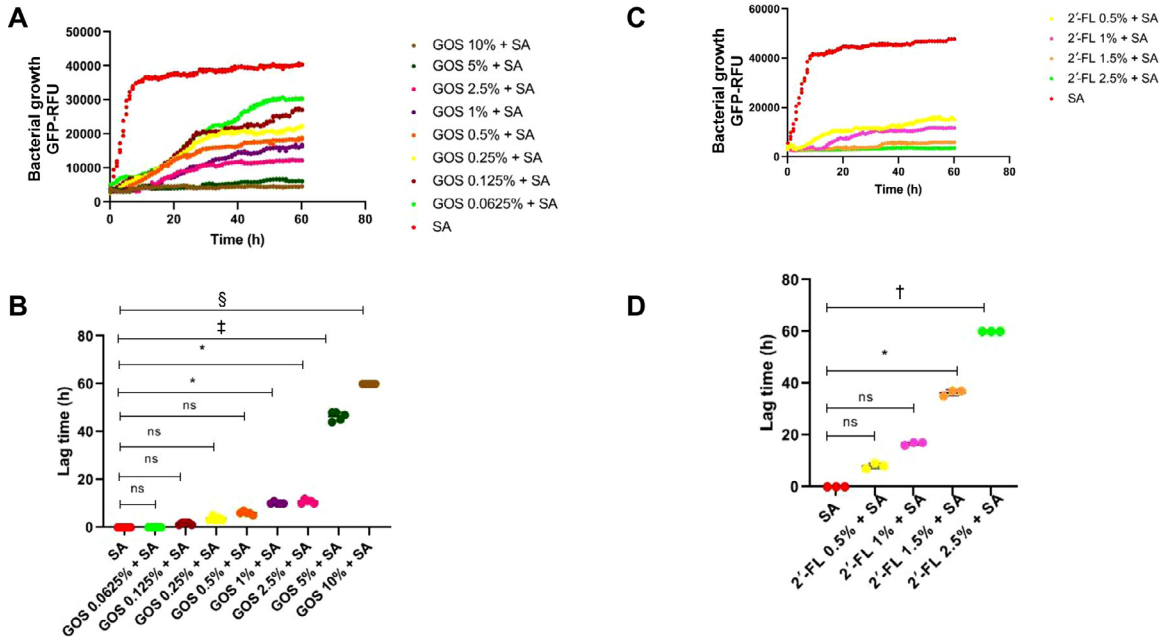 A
Bacterial growth
GFP-RFU
50000
40000
30000
20000
10000
0
0
20
40
60
80
Time (h)
GOS 10% + SA
GOS 5% + SA
GOS 2.5% + SA
GOS 1% + SA
GOS 0.5% + SA
GOS 0.25% + SA
GOS 0.125% + SA
GOS 0.0625% + SA
SA
C
Bacterial growth
GFP-RFU
60000
40000
20000
0
0
20
40
60
80
Time (h)
2′-FL 0.5% + SA
2′-FL 1% + SA
2′-FL 1.5% + SA
2′-FL 2.5% + SA
SA
B
Lag time (h)
80
60
40
20
0
§
‡
*
*
ns
ns
ns
ns
SA
GOS 0.0625% + SA
GOS 0.125% + SA
GOS 0.25% + SA
GOS 0.5% + SA
GOS 1% + SA
GOS 2.5% + SA
GOS 5% + SA
GOS 10% + SA
D
Lag time (h)
80
60
40
20
0
†
*
ns
ns
SA
2′-FL 0.5% + SA
2′-FL 1% + SA
2′-FL 1.5% + SA
2′-FL 2.5% + SA